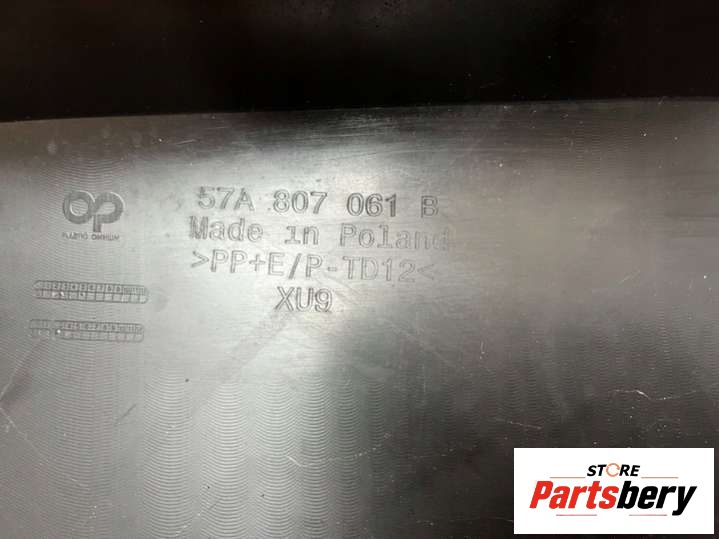 57A 807 061 B
Made in Poland
>PP+E/P-TD12<
XU9
STORE
Partsbery